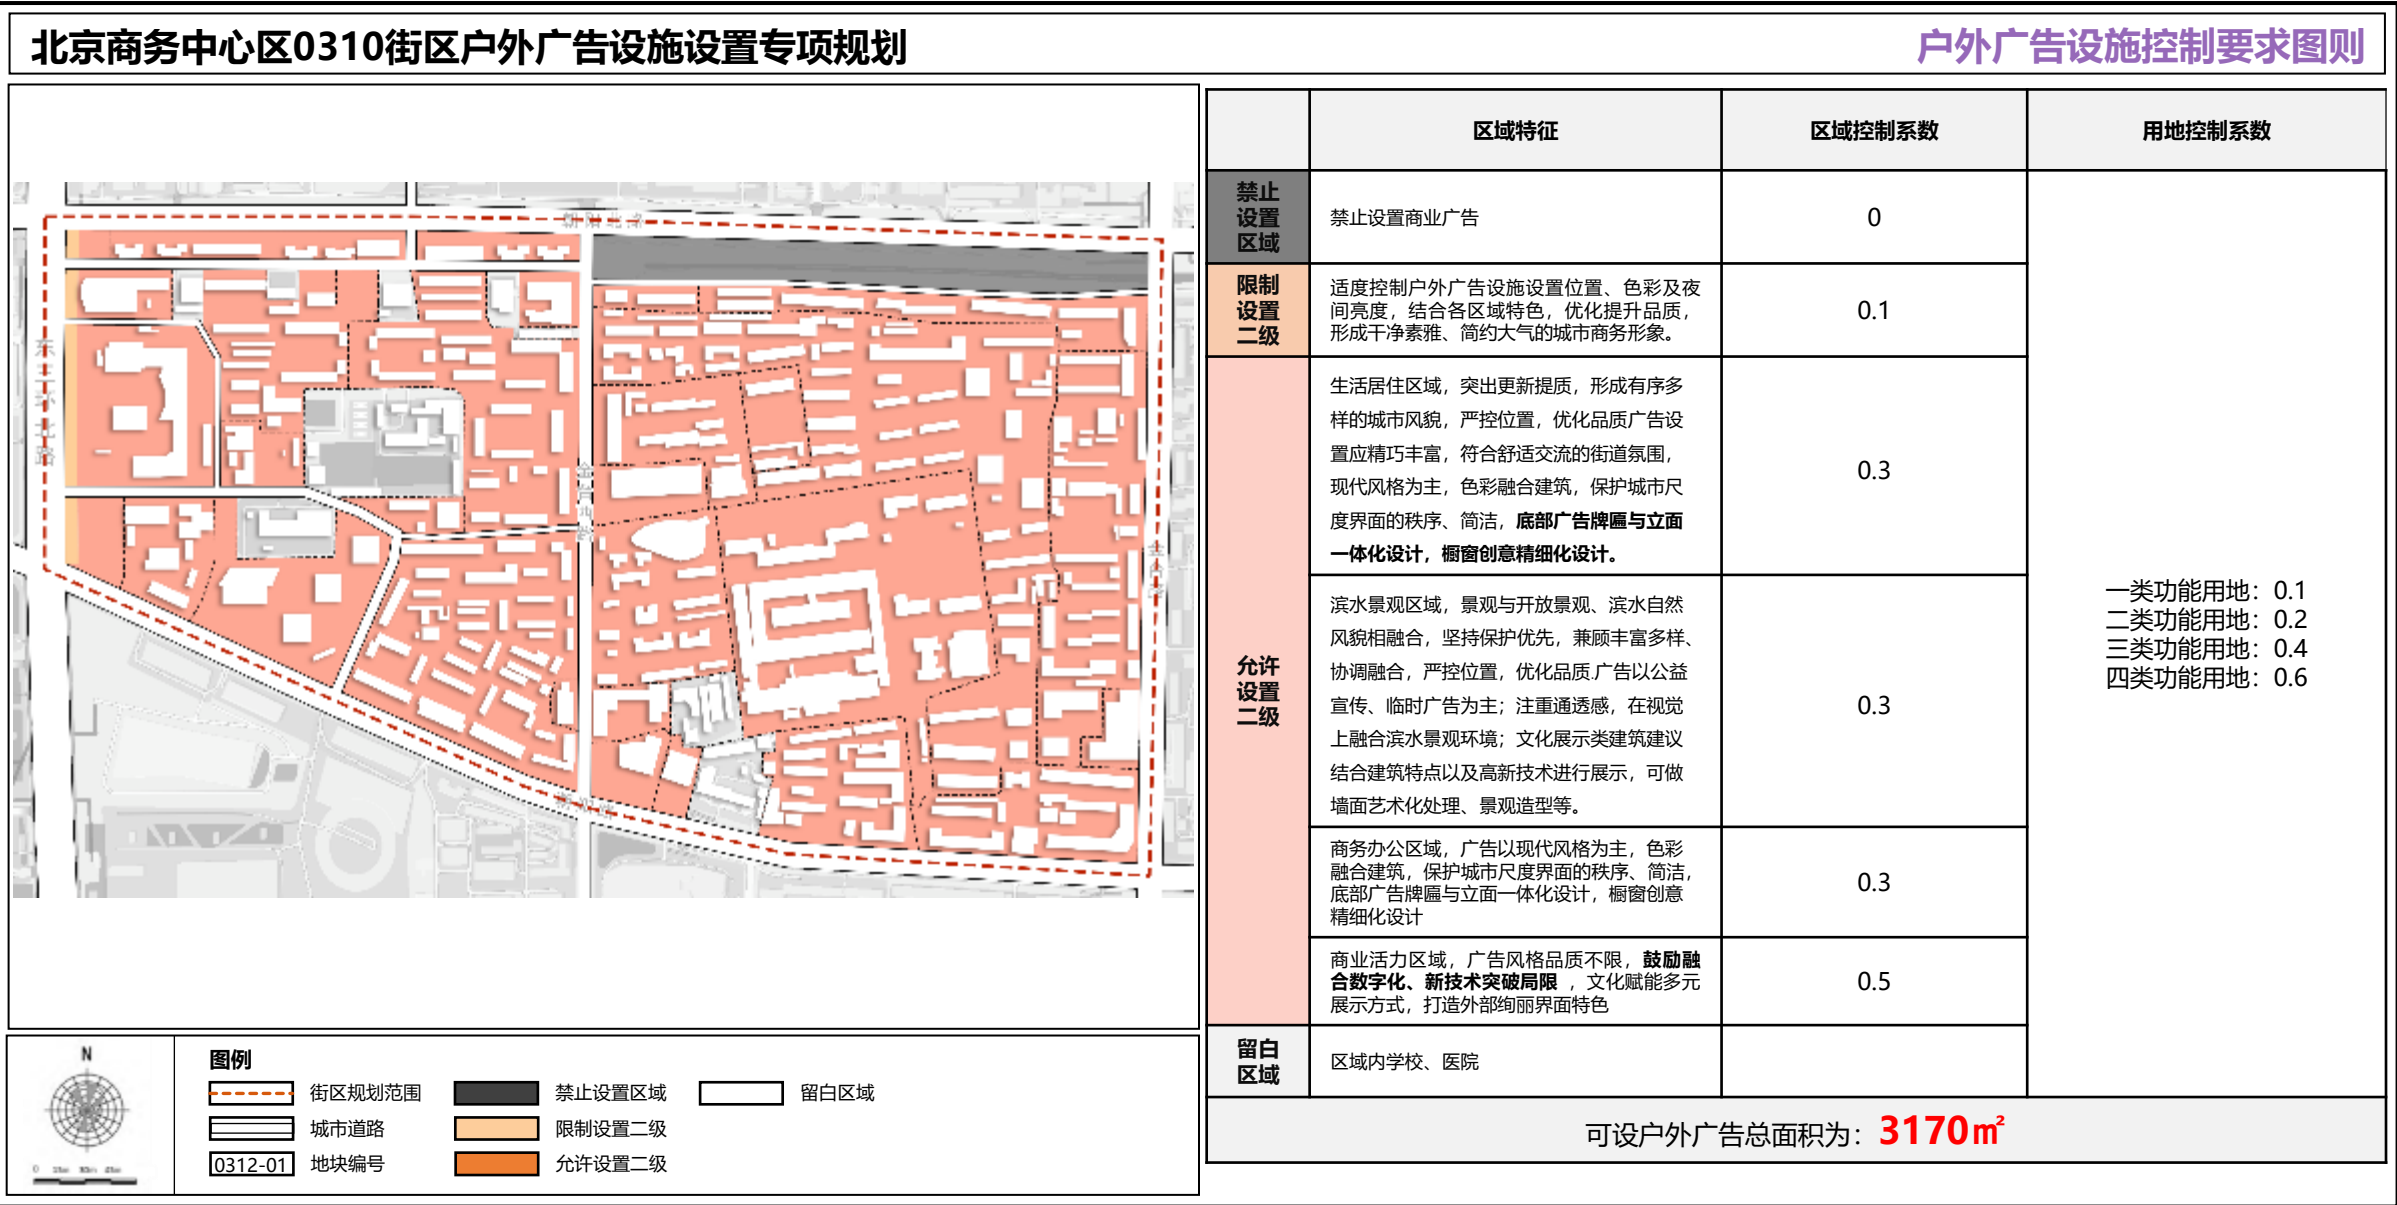 北京商务中心区0310街区户外广告设施设置专项规划
户外广告设施控制要求图则
朝阳北路
东三环北路
金台西路
金台路
区域特征
区域控制系数
用地控制系数
禁止
设置
区域
禁止设置商业广告
0
限制
设置
二级
适度控制户外广告设施设置位置、色彩及夜
间亮度，结合各区域特色，优化提升品质，
形成干净素雅、简约大气的城市商务形象。
0.1
允许
设置
二级
生活居住区域，突出更新提质，形成有序多
样的城市风貌，严控位置，优化品质广告设
置应精巧丰富，符合舒适交流的街道氛围，
现代风格为主，色彩融合建筑，保护城市尺
度界面的秩序、简洁，底部广告牌匾与立面
一体化设计，橱窗创意精细化设计。
0.3
滨水景观区域，景观与开放景观、滨水自然
风貌相融合，坚持保护优先，兼顾丰富多样、
协调融合，严控位置，优化品质.广告以公益
宣传、临时广告为主；注重通透感，在视觉
上融合滨水景观环境；文化展示类建筑建议
结合建筑特点以及高新技术进行展示，可做
墙面艺术化处理、景观造型等。
0.3
商务办公区域，广告以现代风格为主，色彩
融合建筑，保护城市尺度界面的秩序、简洁，
底部广告牌匾与立面一体化设计，橱窗创意
精细化设计
0.3
商业活力区域，广告风格品质不限，鼓励融
合数字化、新技术突破局限 ，文化赋能多元
展示方式，打造外部绚丽界面特色
0.5
留白
区域
区域内学校、医院
一类功能用地：0.1
二类功能用地：0.2
三类功能用地：0.4
四类功能用地：0.6
可设户外广告总面积为：3170㎡
N
0
图例
街区规划范围
禁止设置区域
留白区域
城市道路
限制设置二级
0312-01 地块编号
允许设置二级